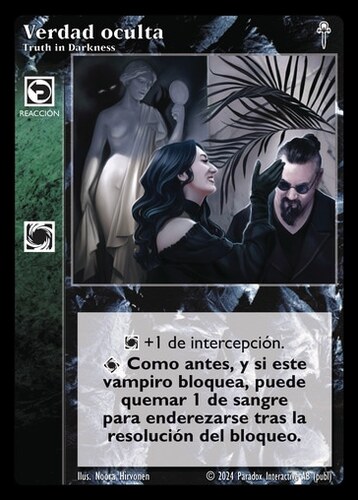 Verdad oculta
Truth in Darkness
REACCIÓN
+1 de intercepción.
Como antes, y si este
vampiro bloquea, puede
quemar 1 de sangre
para enderezarse tras la
resolución del bloqueo.
Ilus. Noora Hirvonen © 2024 Paradox Interactive AB (publ)